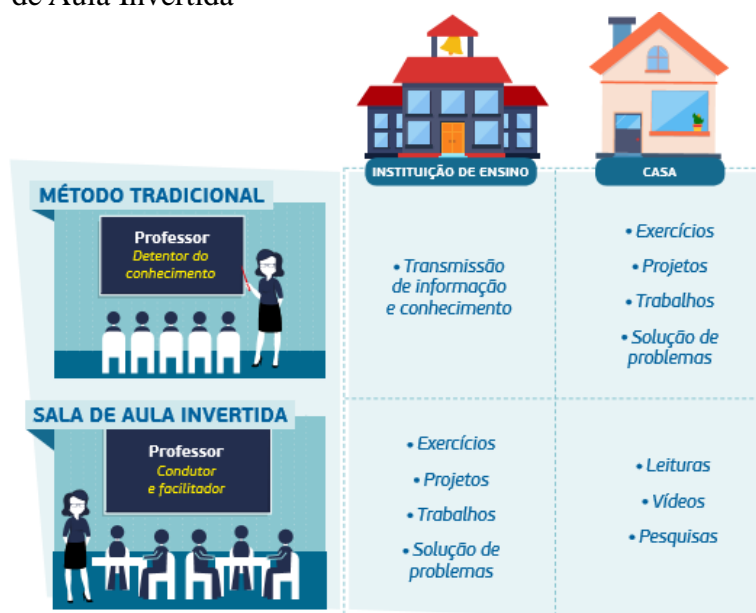 de Aula Invertida
INSTITUIÇÃO DE ENSINO
CASA
MÉTODO TRADICIONAL
Professor
Detentor do
conhecimento
• Transmissão
de informação
e conhecimento
• Exercícios
• Projetos
• Trabalhos
• Solução de
problemas
SALA DE AULA INVERTIDA
Professor
Condutor
e facilitador
• Exercícios
• Projetos
• Trabalhos
• Solução de
problemas
• Leituras
• Vídeos
• Pesquisas